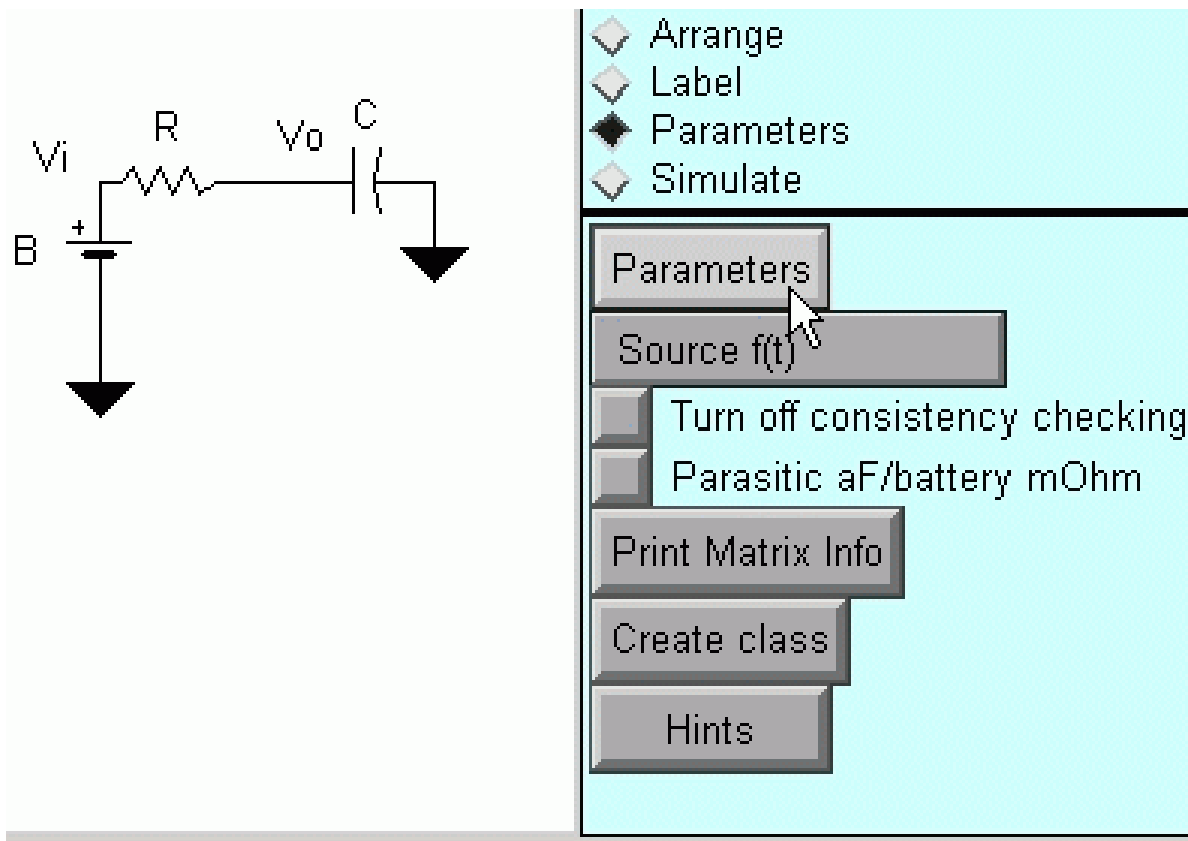 R
Vo
C
Vi
+
B
Arrange
Label
Parameters
Simulate
Parameters
Source f(t)
Turn off consistency checking
Parasitic aF/battery mOhm
Print Matrix Info
Create class
Hints